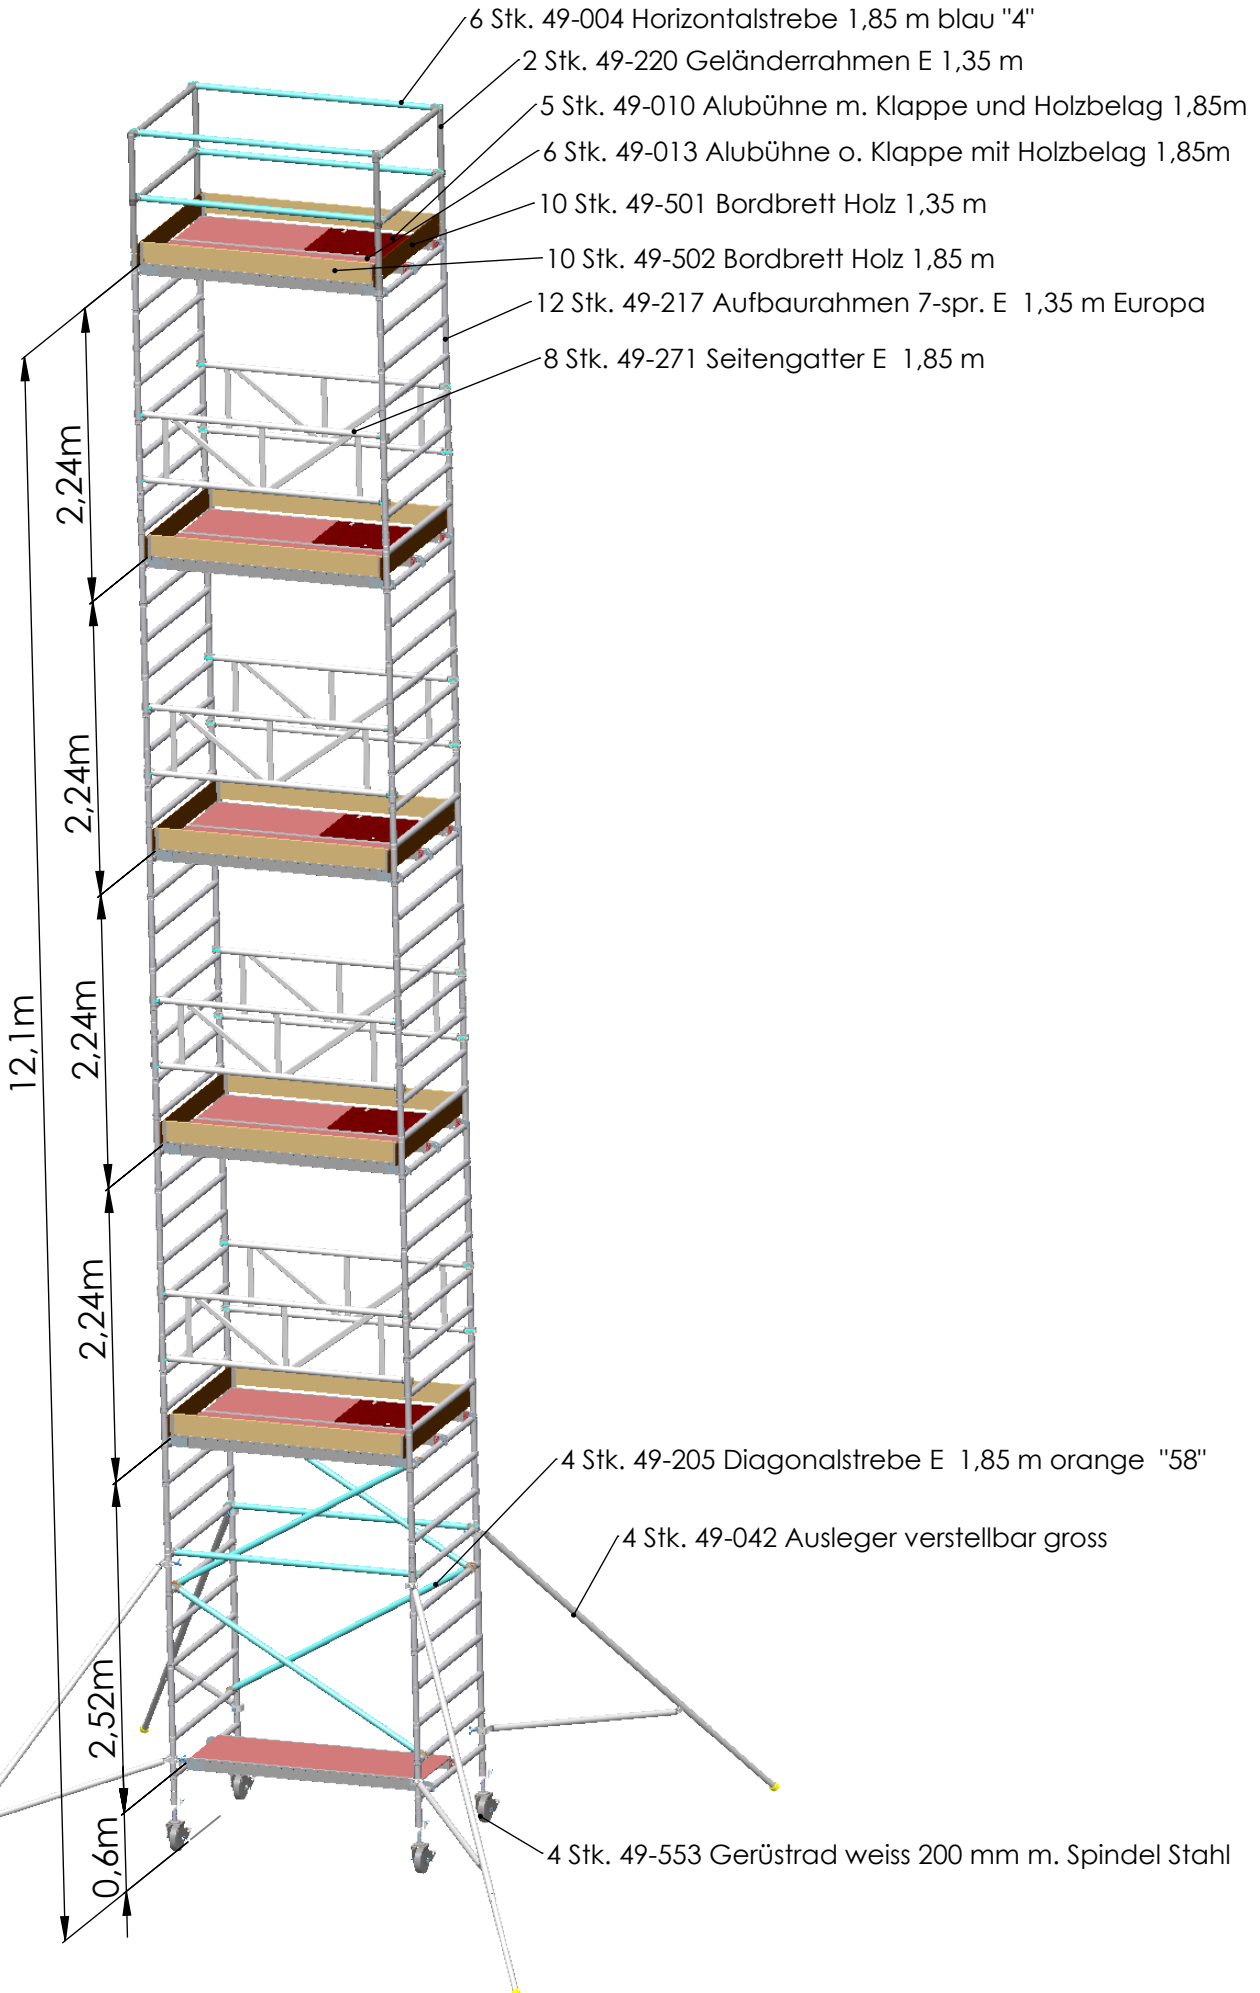 6 Stk. 49-004 Horizontalstrebe 1,85 m blau "4"
2 Stk. 49-220 Geländerrahmen E 1,35 m
5 Stk. 49-010 Alubühne m. Klappe und Holzbelag 1,85m
6 Stk. 49-013 Alubühne o. Klappe mit Holzbelag 1,85m
10 Stk. 49-501 Bordbrett Holz 1,35 m
10 Stk. 49-502 Bordbrett Holz 1,85 m
12 Stk. 49-217 Aufbaurahmen 7-spr. E 1,35 m Europa
8 Stk. 49-271 Seitengatter E 1,85 m
2,24m
2,24m
12,1m
2,24m
2,24m
4 Stk. 49-205 Diagonalstrebe E 1,85 m orange "58"
4 Stk. 49-042 Ausleger verstellbar gross
2,52m
0,6m
4 Stk. 49-553 Gerüstrad weiss 200 mm m. Spindel Stahl